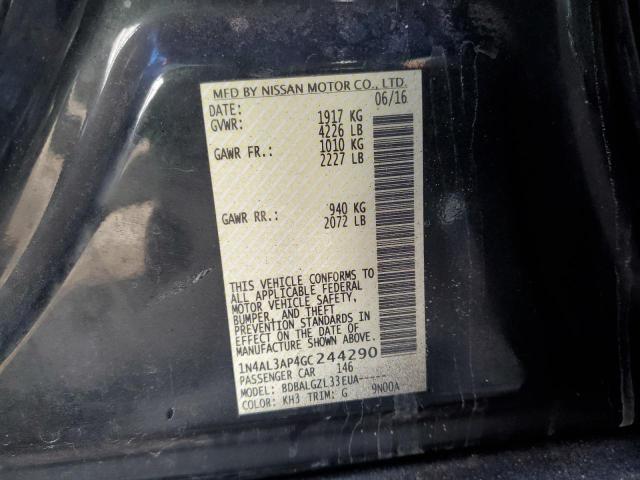 MFD BY NISSAN MOTOR CO., LTD.
DATE: 06/16
GVWR: 1917 KG
4226 LB
GAWR FR.: 1010 KG
2227 LB
GAWR RR.: 940 KG
2072 LB
THIS VEHICLE CONFORMS TO
ALL APPLICABLE FEDERAL
MOTOR VEHICLE SAFETY,
BUMPER, AND THEFT
PREVENTION STANDARDS IN
EFFECT ON THE DATE OF
MANUFACTURE SHOWN ABOVE.
1N4AL3AP4GC244290
PASSENGER CAR 146
MODEL: BDBALGZL33EUA-----
COLOR: KH3 TRIM: G 9N00A